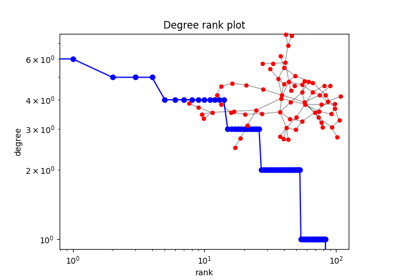 Degree rank plot
6 × 10⁰
4 × 10⁰
3 × 10⁰
2 × 10⁰
10⁰
degree
10⁰ 10¹ 10²
rank